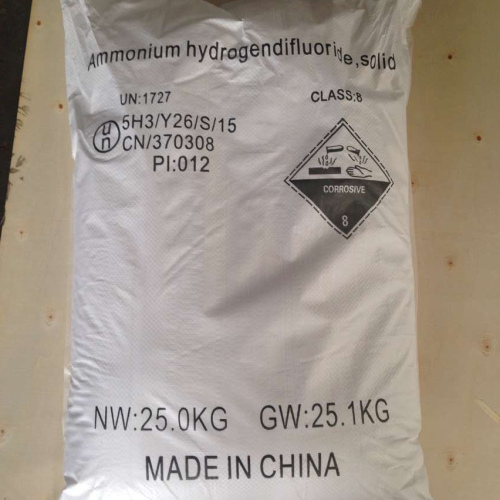 Ammonium hydrogendifluoride,solid
UN:1727 CLASS:8
un 5H3/Y26/S/15
CN/370308
PI:012
CORROSIVE
8
NW:25.0KG GW:25.1KG
MADE IN CHINA